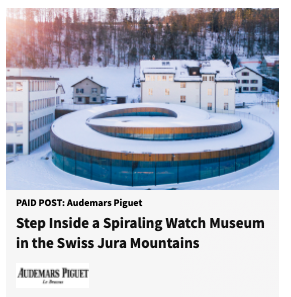 PAID POST: Audemars Piguet
Step Inside a Spiraling Watch Museum
in the Swiss Jura Mountains
AUDEMARS PIGUET
Le Brassus